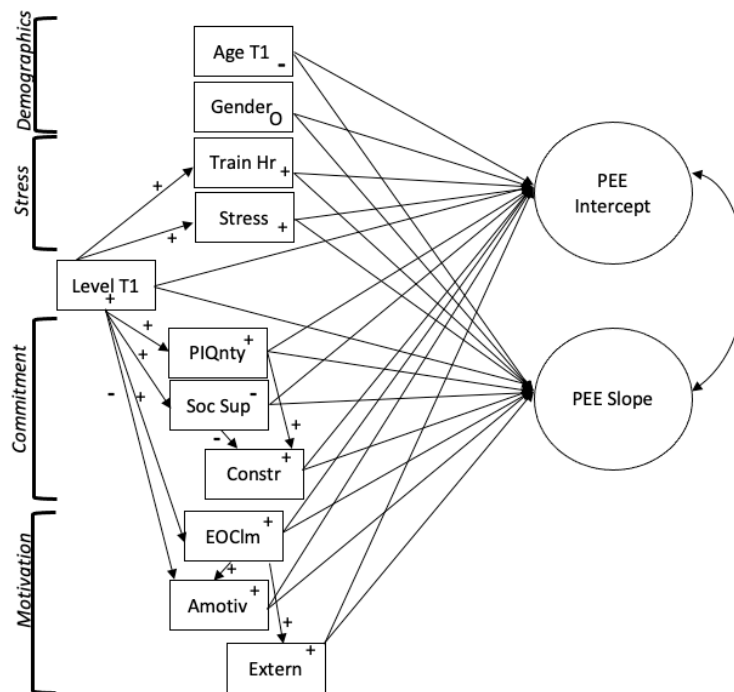 Demographics
Age T1
-
Gender
O
Stress
Train Hr
+
+
Stress
+
+
Level T1
+
PEE
Intercept
Commitment
+
PIQnty
+
+
Soc Sup
-
-
+
-
+
Constr
+
PEE Slope
Motivation
EOClm
+
+
Amotiv
+
+
Extern
+